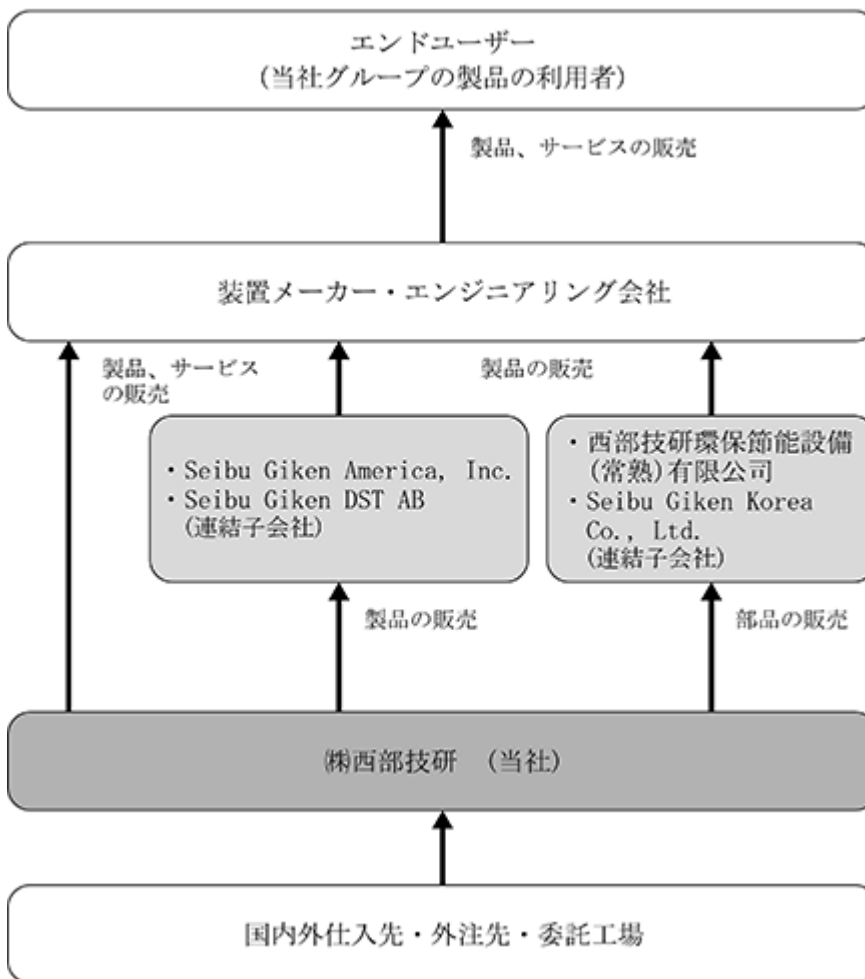 エンドユーザー
(当社グループの製品の利用者)
製品、サービスの販売
装置メーカー・エンジニアリング会社
製品、サービス
の販売
製品の販売
・Seibu Giken America, Inc.
・Seibu Giken DST AB
(連結子会社)
・西部技研環保節能設備
(常熟)有限公司
・Seibu Giken Korea
Co., Ltd.
(連結子会社)
製品の販売
部品の販売
㈱西部技研 (当社)
国内外仕入先・外注先・委託工場